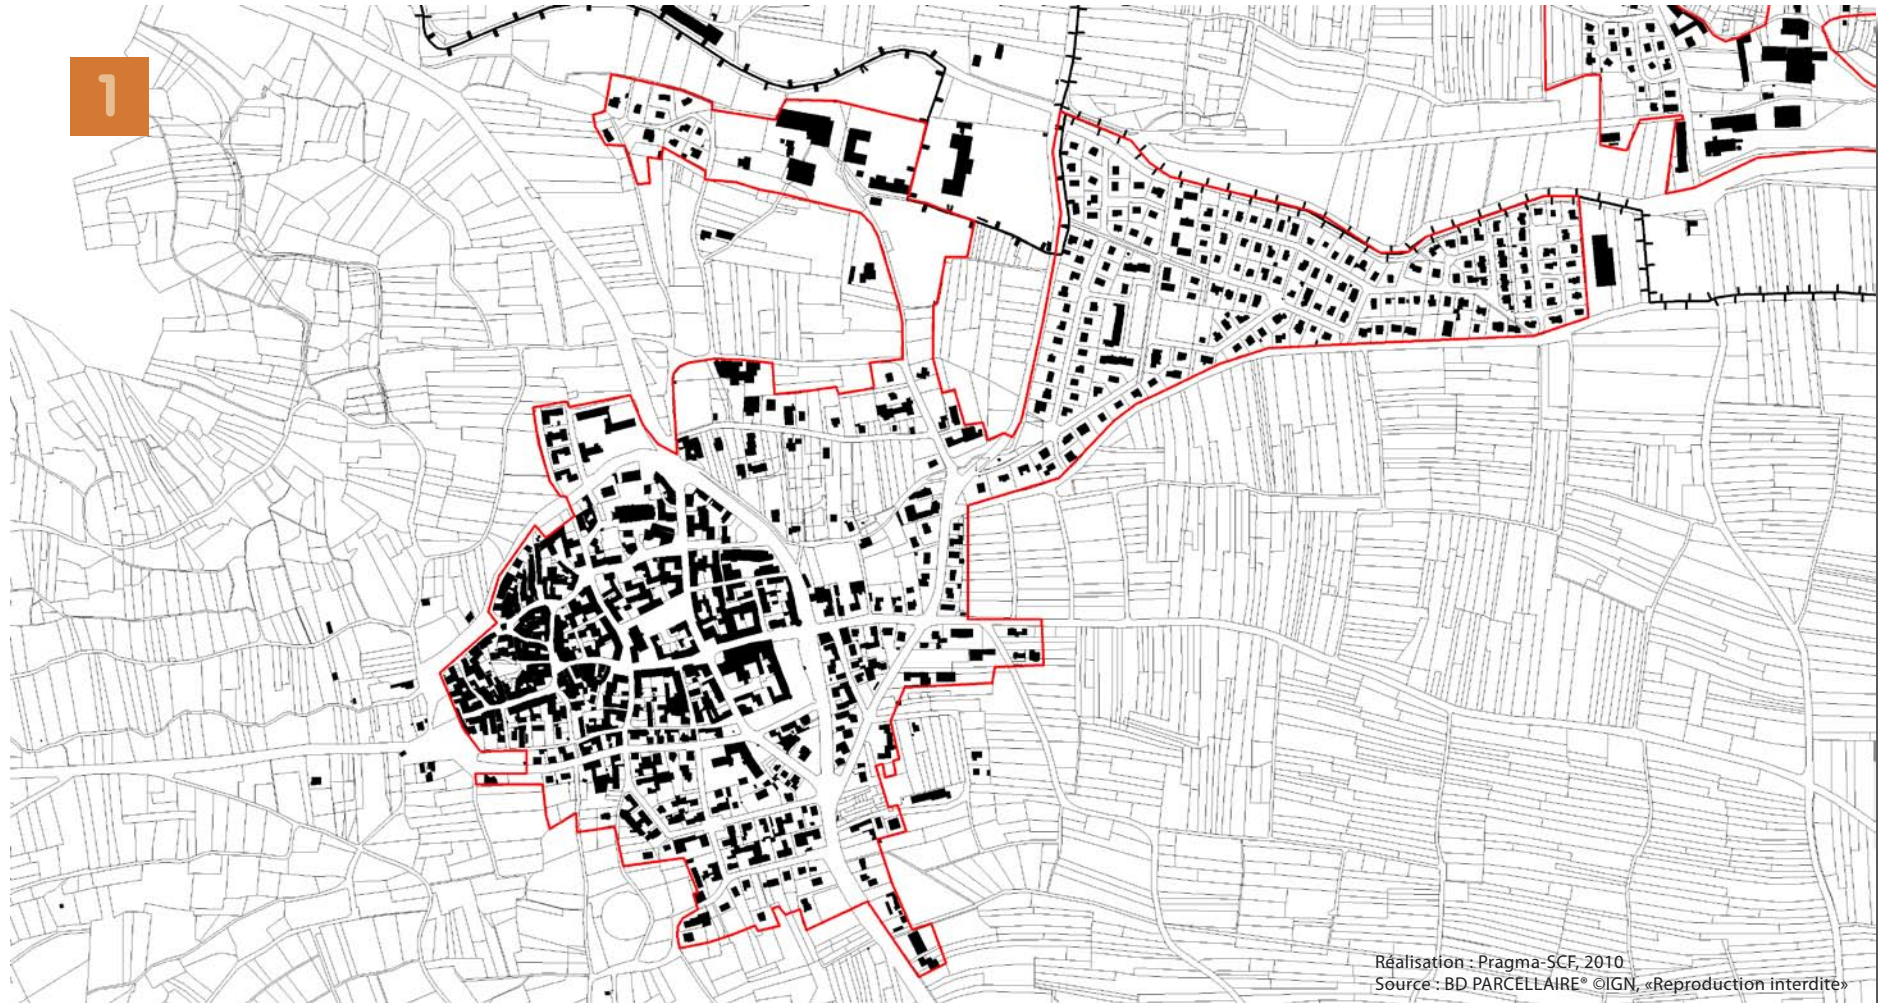 1
Réalisation : Pragma-SCF, 2010
Source : BD PARCELLAIRE® ©IGN, «Reproduction interdite»